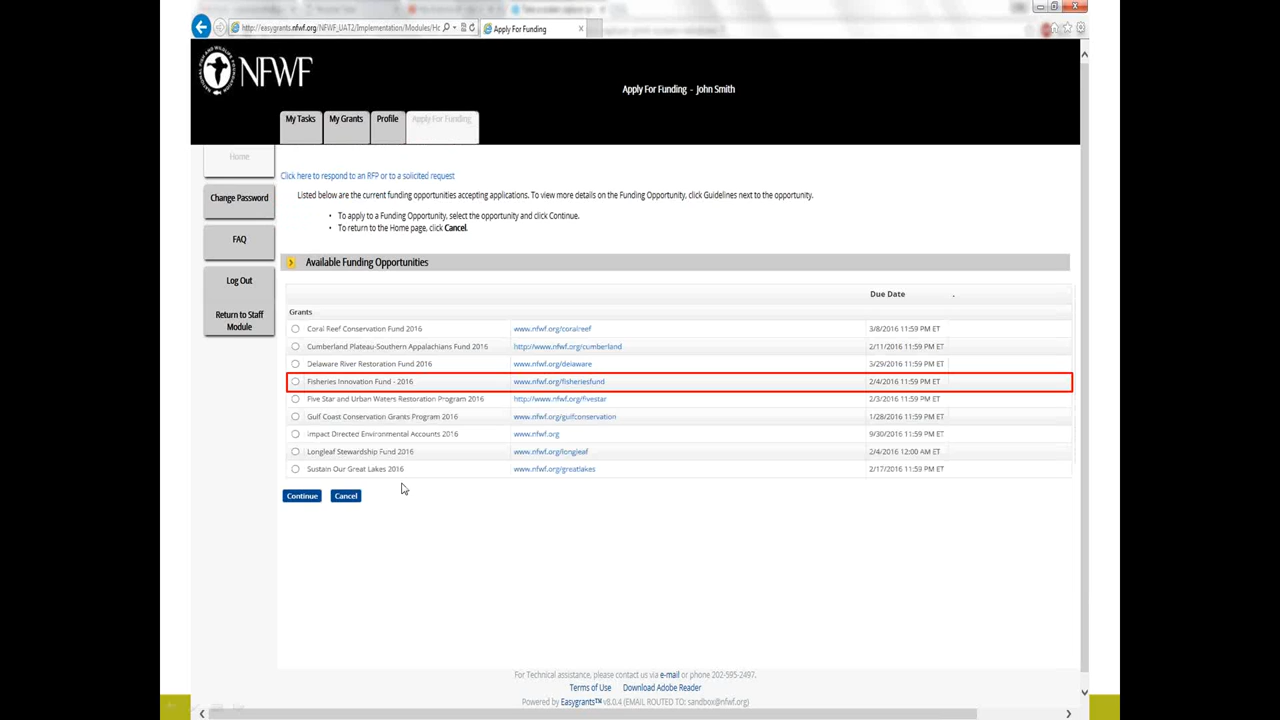 http://easygrants.nfwf.org/NFWF_UAT2/Implementation/Modules/Hc
Apply For Funding
NFWF
Apply For Funding - John Smith
My Tasks
My Grants
Profile
Apply For Funding
Home
Change Password
FAQ
Log Out
Return to Staff
Module
Click here to respond to an RFP or to a solicited request
Listed below are the current funding opportunities accepting applications. To view more details on the Funding Opportunity, click Guidelines next to the opportunity.
• To apply to a Funding Opportunity, select the opportunity and click Continue.
• To return to the Home page, click Cancel.
Available Funding Opportunities
Due Date
Grants
Coral Reef Conservation Fund 2016 www.nfwf.org/coralreef 3/8/2016 11:59 PM ET
Cumberland Plateau-Southern Appalachians Fund 2016 http://www.nfwf.org/cumberland 2/11/2016 11:59 PM ET
Delaware River Restoration Fund 2016 www.nfwf.org/delaware 3/29/2016 11:59 PM ET
Fisheries Innovation Fund - 2016 www.nfwf.org/fisheriesfund 2/4/2016 11:59 PM ET
Five Star and Urban Waters Restoration Program 2016 http://www.nfwf.org/fivestar 2/3/2016 11:59 PM ET
Gulf Coast Conservation Grants Program 2016 www.nfwf.org/gulfconservation 1/28/2016 11:59 PM ET
Impact Directed Environmental Accounts 2016 www.nfwf.org 9/30/2016 11:59 PM ET
Longleaf Stewardship Fund 2016 www.nfwf.org/longleaf 2/4/2016 12:00 AM ET
Sustain Our Great Lakes 2016 www.nfwf.org/greatlakes 2/17/2016 11:59 PM ET
Continue
Cancel
For Technical assistance, please contact us via e-mail or phone 202-595-2497.
Terms of Use Download Adobe Reader
Powered by Easygrants™ v8.0.4 (EMAIL ROUTED TO: sandbox@nfwf.org)